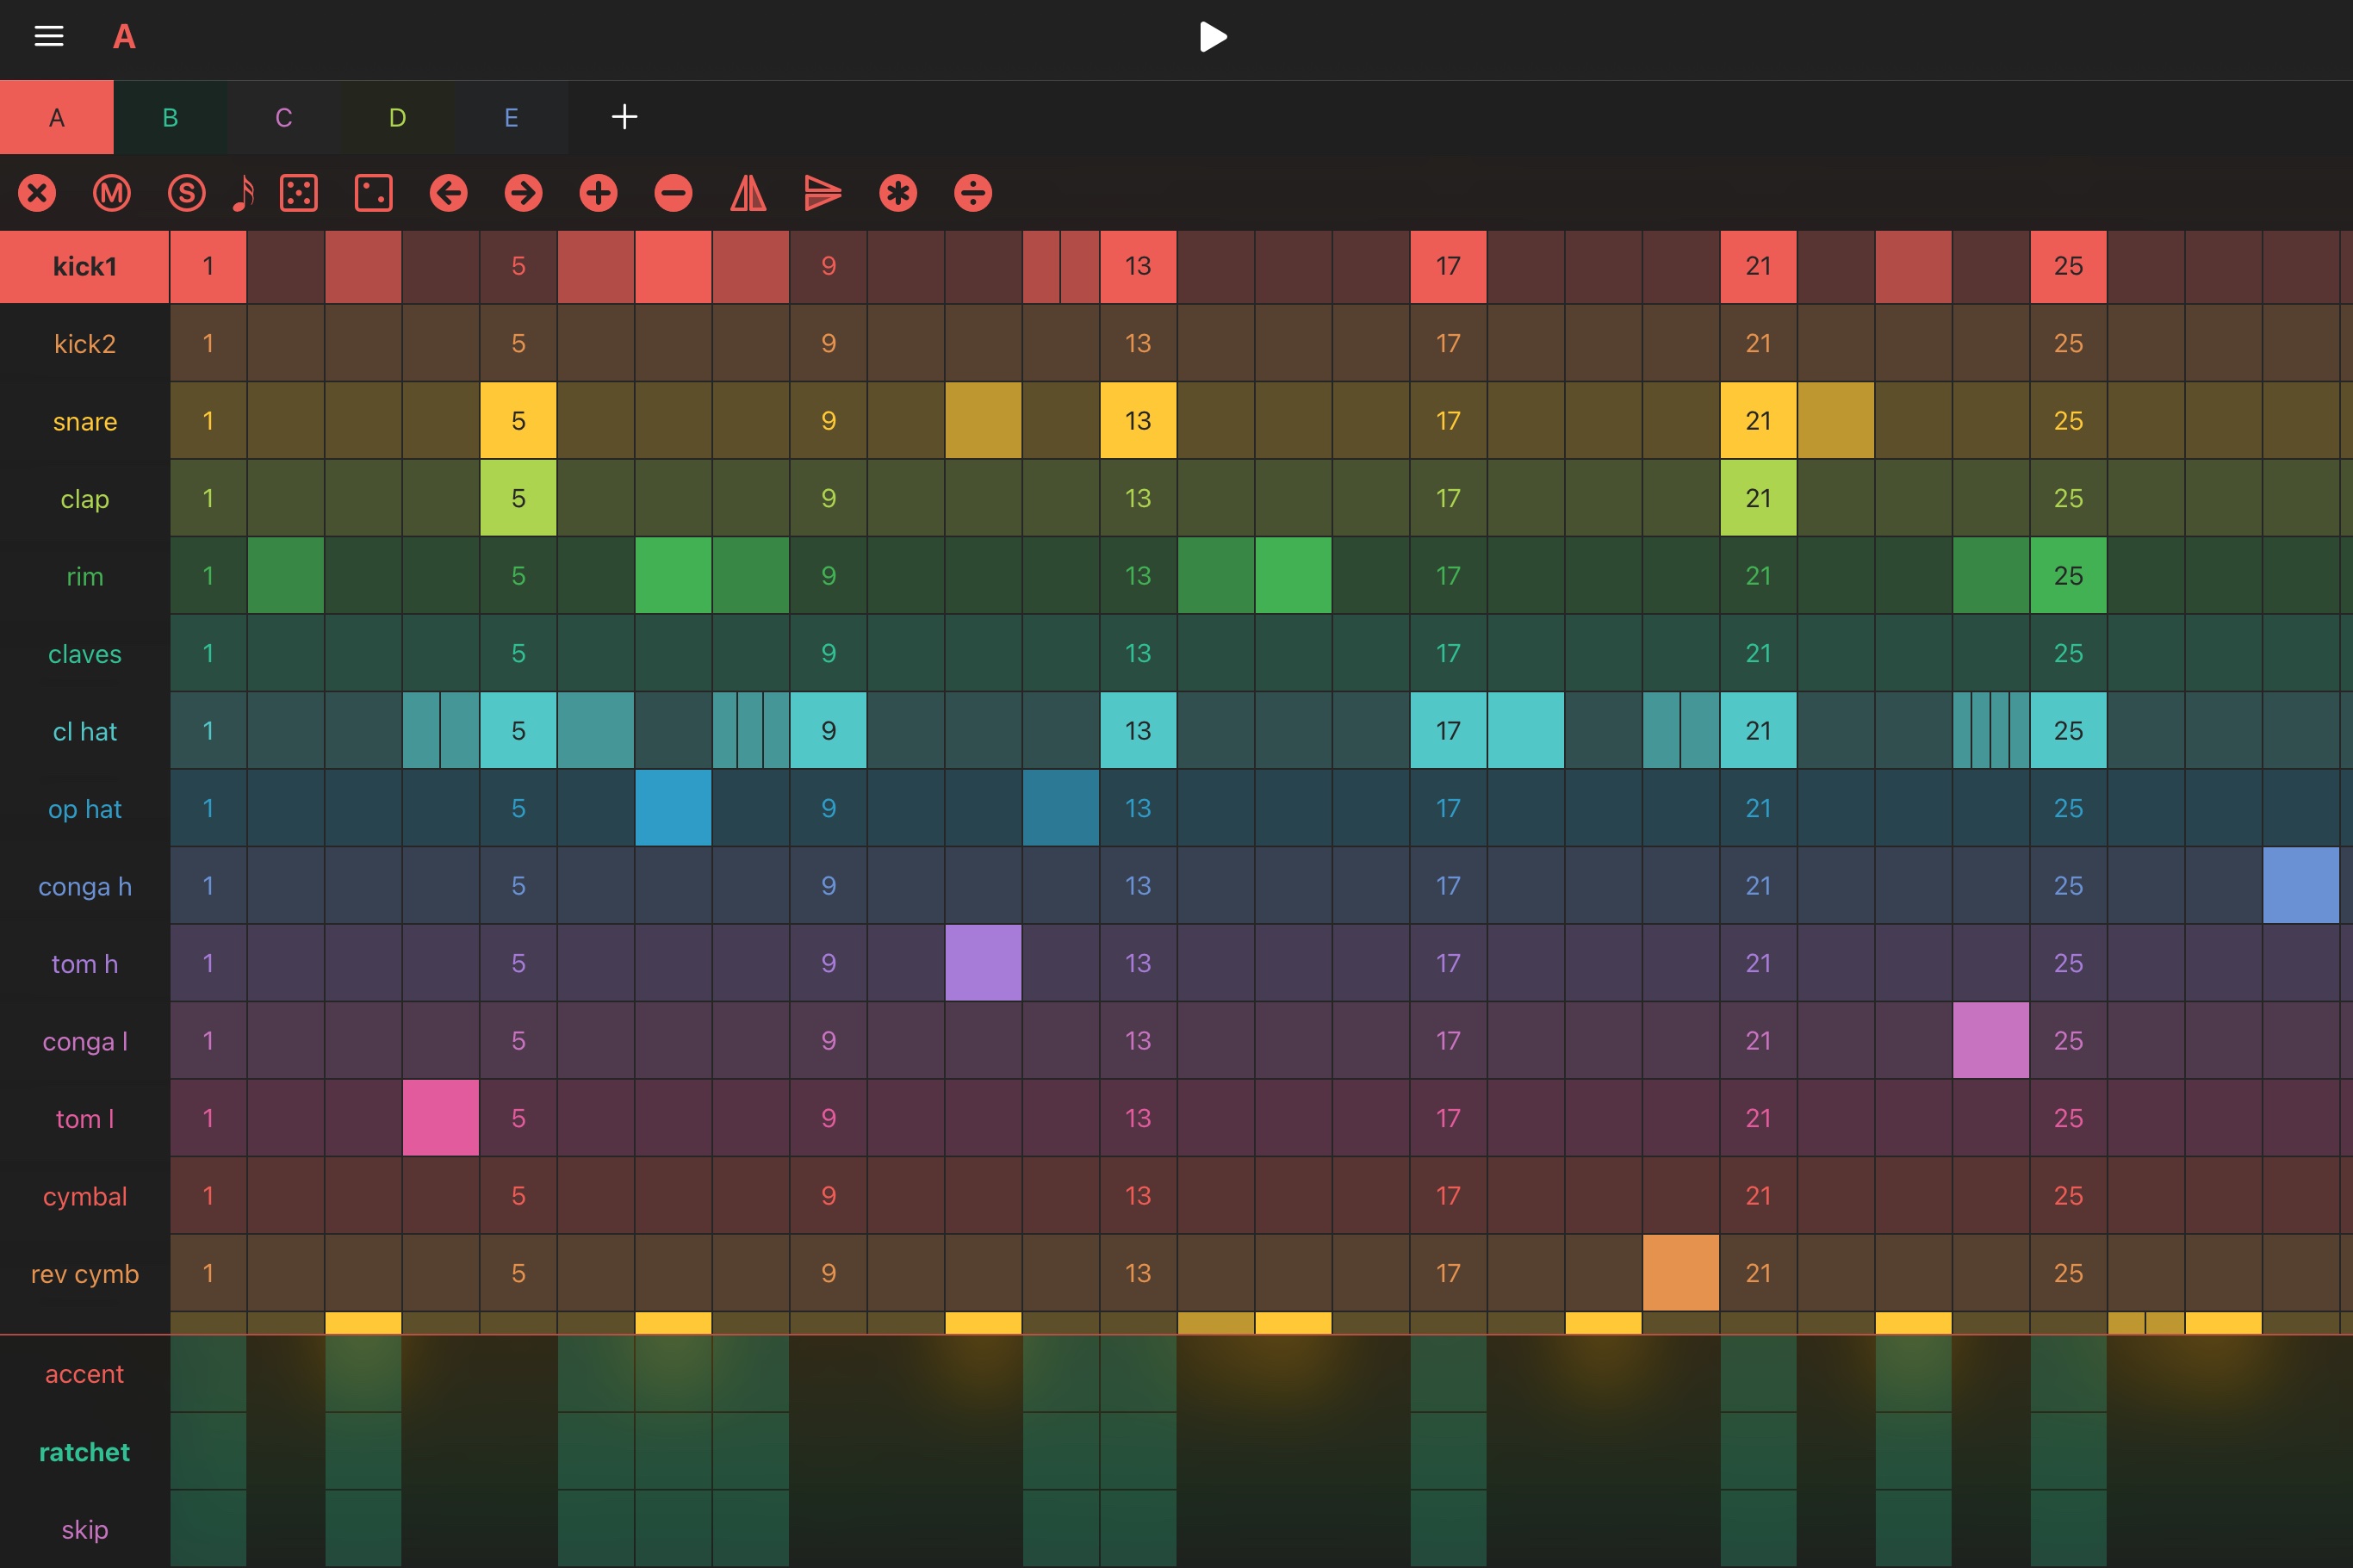 A
A B C D E +
M S
kick1 1 5 9 13 17 21 25
kick2 1 5 9 13 17 21 25
snare 1 5 9 13 17 21 25
clap 1 5 9 13 17 21 25
rim 1 5 9 13 17 21 25
claves 1 5 9 13 17 21 25
cl hat 1 5 9 13 17 21 25
op hat 1 5 9 13 17 21 25
conga h 1 5 9 13 17 21 25
tom h 1 5 9 13 17 21 25
conga l 1 5 9 13 17 21 25
tom l 1 5 9 13 17 21 25
cymbal 1 5 9 13 17 21 25
rev cymb 1 5 9 13 17 21 25
accent
ratchet
skip